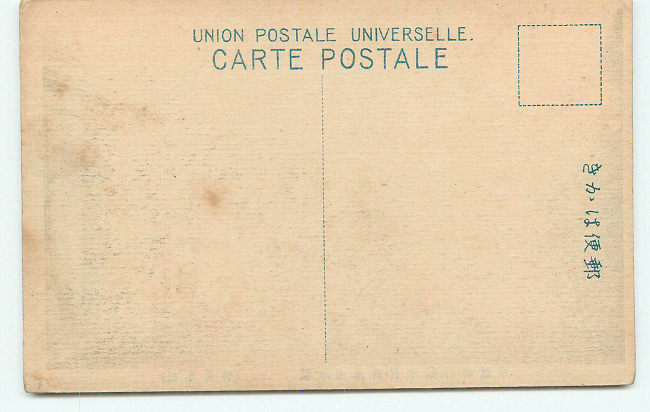 UNION POSTALE UNIVERSELLE.
CARTE POSTALE
郵便はかき